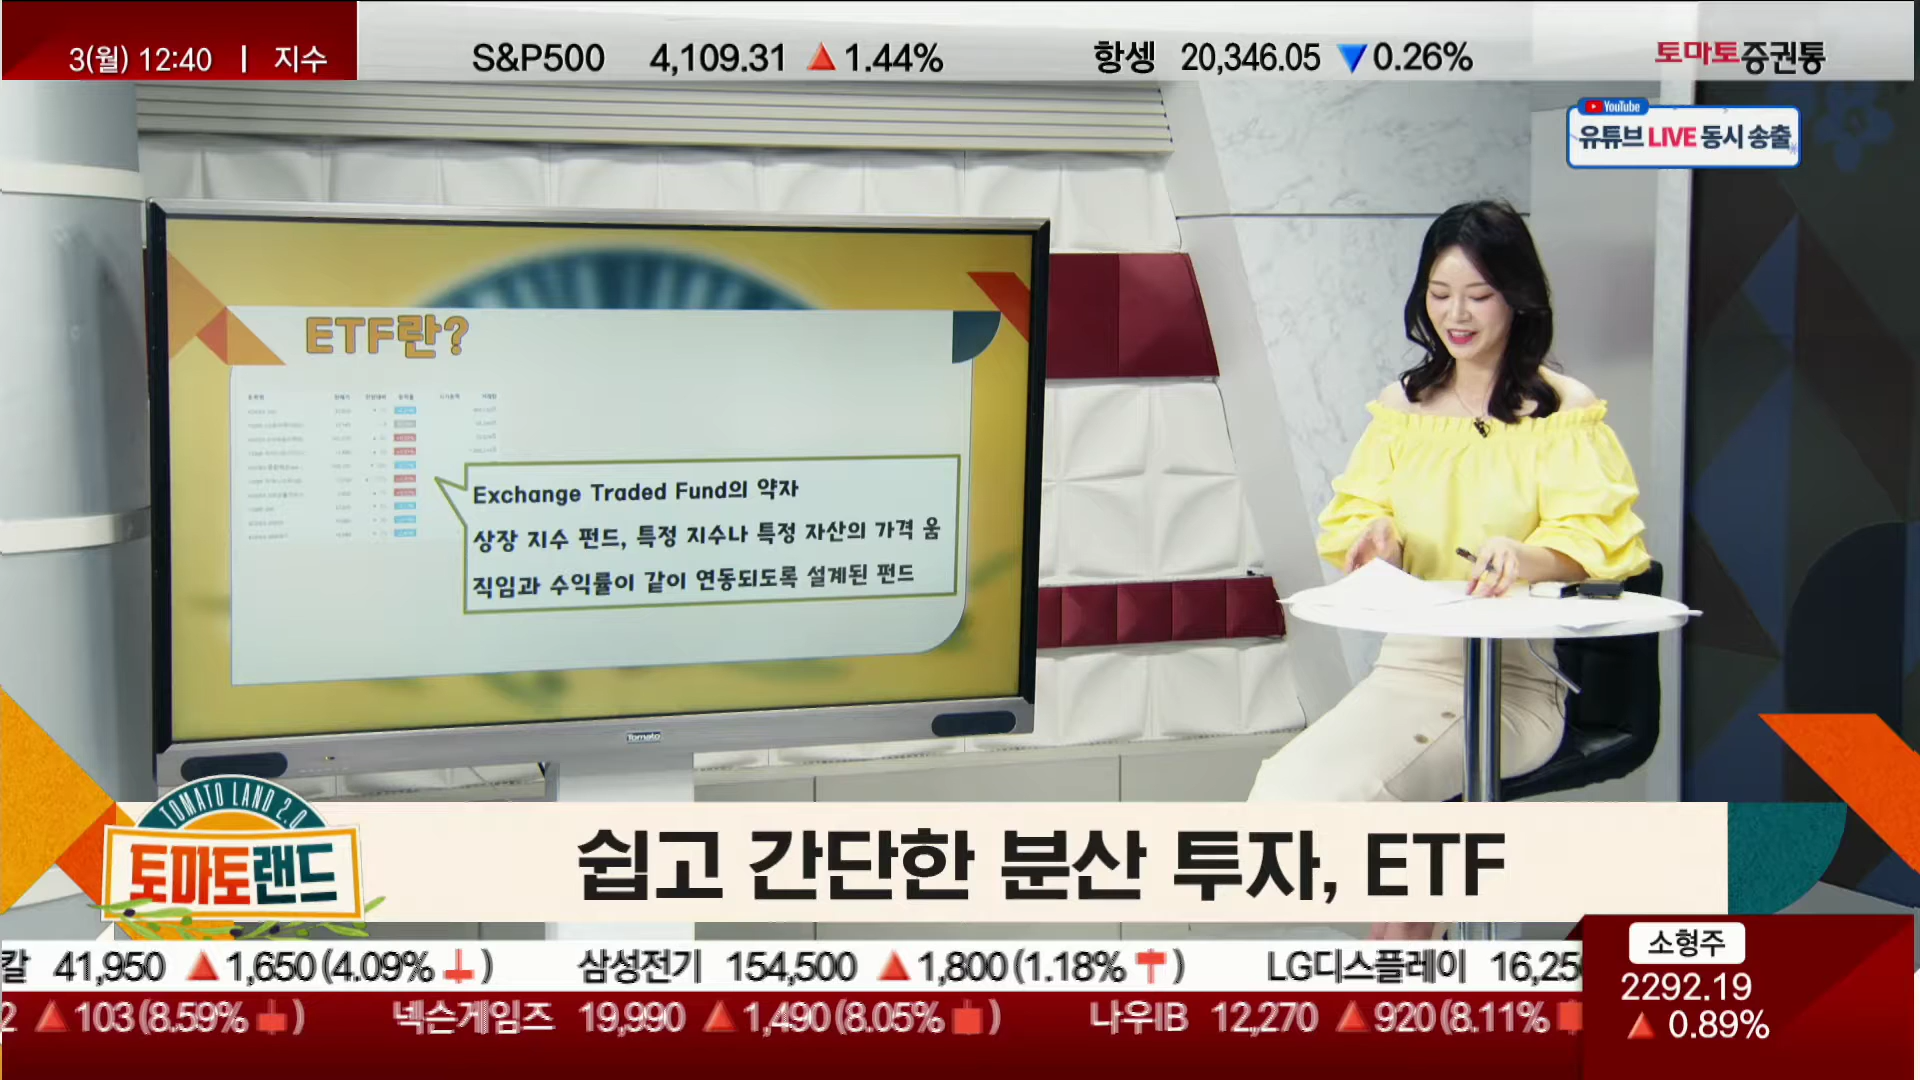 3(월) 12:40 | 지수
S&P500 4,109.31 ▲ 1.44%
항셍 20,346.05 ▼ 0.26%
토마토증권통
YouTube
유튜브 LIVE 동시 송출
ETF란?
Exchange Traded Fund의 약자
상장 지수 펀드, 특정 지수나 특정 자산의 가격 움
직임과 수익률이 같이 연동되도록 설계된 펀드
Tomato
TOMATO LAND 2.0
토마토랜드
쉽고 간단한 분산 투자, ETF
칼 41,950 ▲ 1,650 (4.09% )
삼성전기 154,500 ▲ 1,800 (1.18% )
LG디스플레이 16,25
2 ▲ 103 (8.59% )
넥슨게임즈 19,990 ▲ 1,490 (8.05% )
나우IB 12,270 ▲ 920 (8.11%
소형주
2292.19
▲ 0.89%